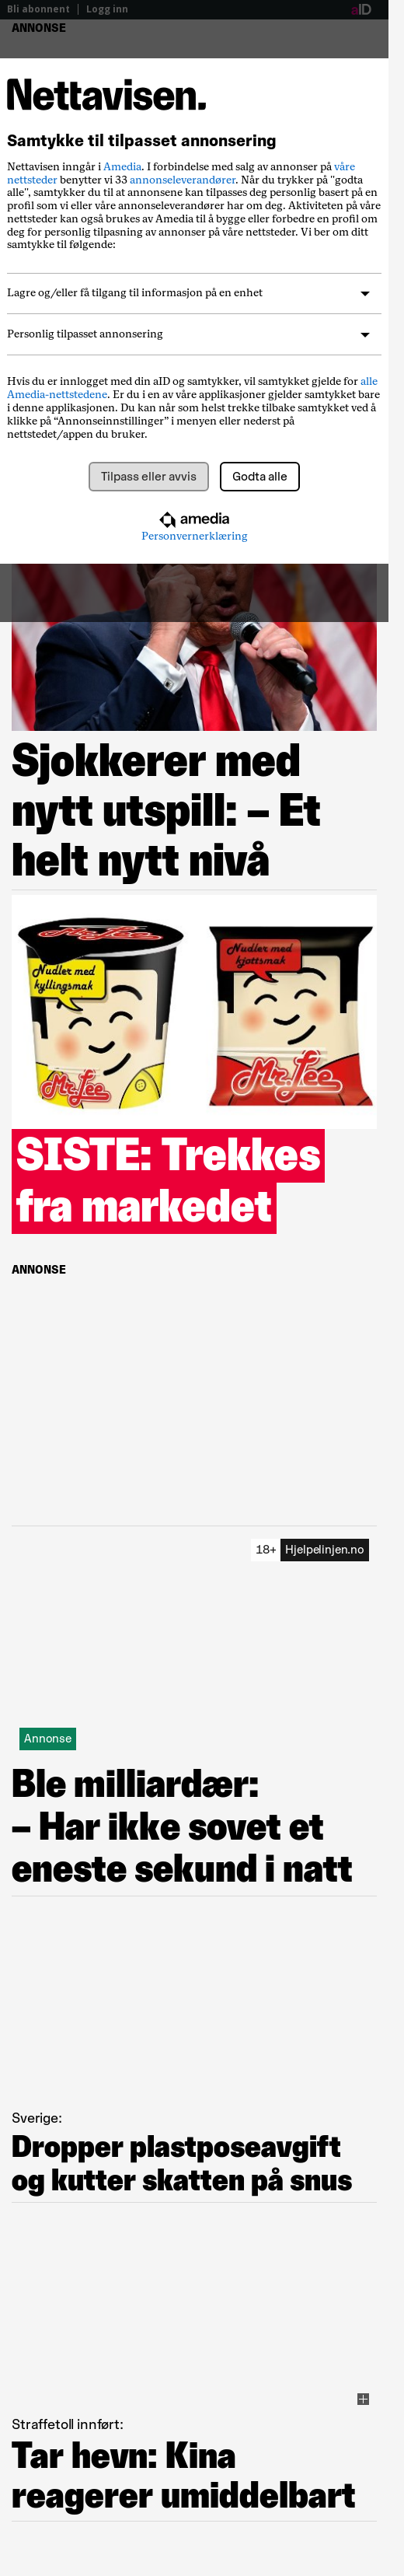 Bli abonnent | Logg inn
aID
ANNONSE
Nettavisen.
Samtykke til tilpasset annonsering
Nettavisen ingår i Amedia. I forbindelse med salg av annonser på våre
nettsteder benytter vi 33 annonseleverandører. Når du trykker på "godta
alle", samtykker du til at annonsene kan tilpasses deg personlig basert på en
profil som vi eller våre annonseleverandører har om deg. Aktiviteten på våre
nettsteder kan også brukes av Amedia til å bygge eller forbedre en profil om
deg for personlig tilpasning av annonser på våre nettsteder. Vi ber om ditt
samtykke til følgende:
Lagre og/eller få tilgang til informasjon på en enhet
Personlig tilpasset annonsering
Hvis du er innlogget med din aID og samtykker, vil samtykket gjelde for alle
Amedia-nettstedene. Er du i en av våre applikasjoner gjelder samtykket bare
i denne applikasjonen. Du kan når som helst trekke tilbake samtykket ved å
klikke på “Annonseinnstillinger” i menyen eller nederst på
nettstedet/appen du bruker.
Tilpass eller avvis
Godta alle
amedia
Personvernerklæring
Sjokkerer med
nytt utspill: – Et
helt nytt nivå
Mr. Lee
Nudler med
kyllingsmak
Mr. Lee
Nudler med
kjøttsmak
Mr. Lee
SISTE: Trekkes
fra markedet
ANNONSE
18+ Hjelpelinjen.no
Annonse
Ble milliardær:
– Har ikke sovet et
eneste sekund i natt
Sverige:
Dropper plastposeavgift
og kutter skatten på snus
Straffetoll innført:
Tar hevn: Kina
reagerer umiddelbart